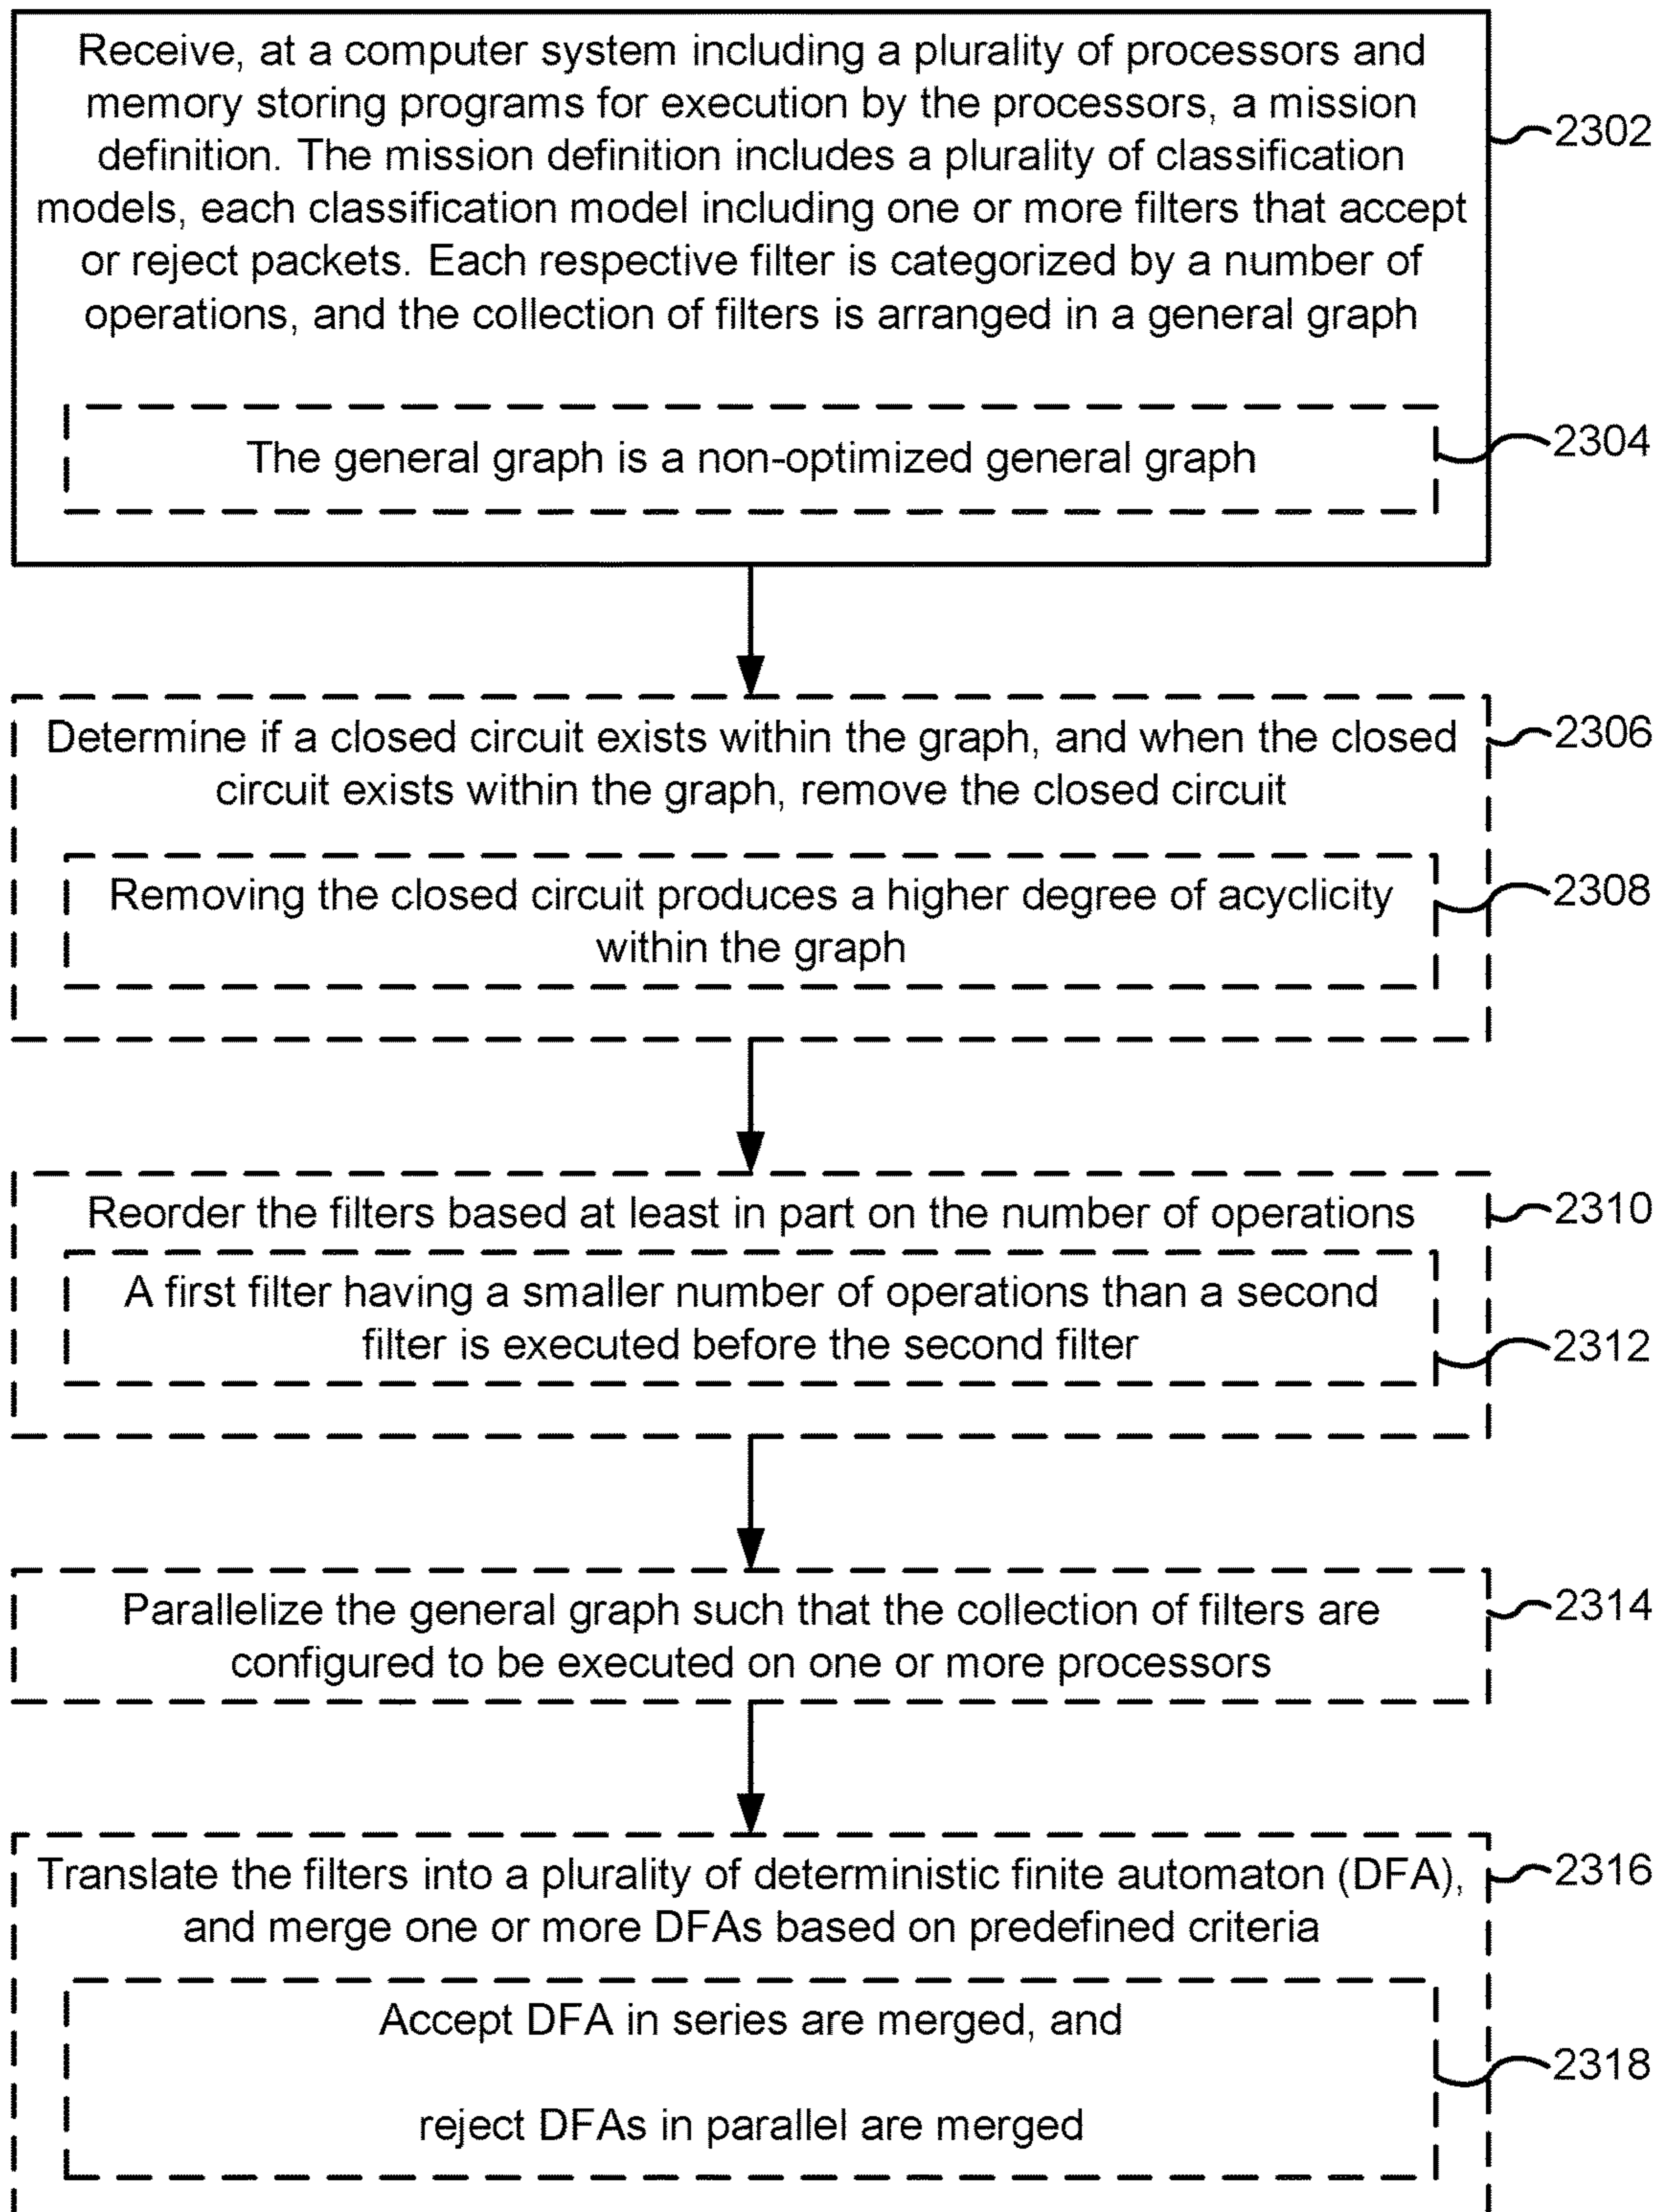 Receive, at a computer system including a plurality of processors and
memory storing programs for execution by the processors, a mission
definition. The mission definition includes a plurality of classification
models, each classification model including one or more filters that accept
or reject packets. Each respective filter is categorized by a number of
operations, and the collection of filters is arranged in a general graph
2302
The general graph is a non-optimized general graph
2304
Determine if a closed circuit exists within the graph, and when the closed
circuit exists within the graph, remove the closed circuit
2306
Removing the closed circuit produces a higher degree of acyclicity
within the graph
2308
Reorder the filters based at least in part on the number of operations
2310
A first filter having a smaller number of operations than a second
filter is executed before the second filter
2312
Parallelize the general graph such that the collection of filters are
configured to be executed on one or more processors
2314
Translate the filters into a plurality of deterministic finite automaton (DFA),
and merge one or more DFAs based on predefined criteria
2316
Accept DFA in series are merged, and
reject DFAs in parallel are merged
2318